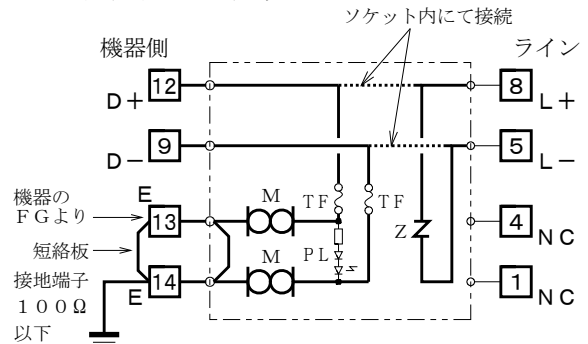 ソケット内にて接続
機器側
ライン
12
8
D+
L+
9
5
D−
L−
機器の
FGより
E
M
TF
TF
13
4
Z
NC
短絡板
PL
M
接地端子
14
1
E
NC
100Ω
以下